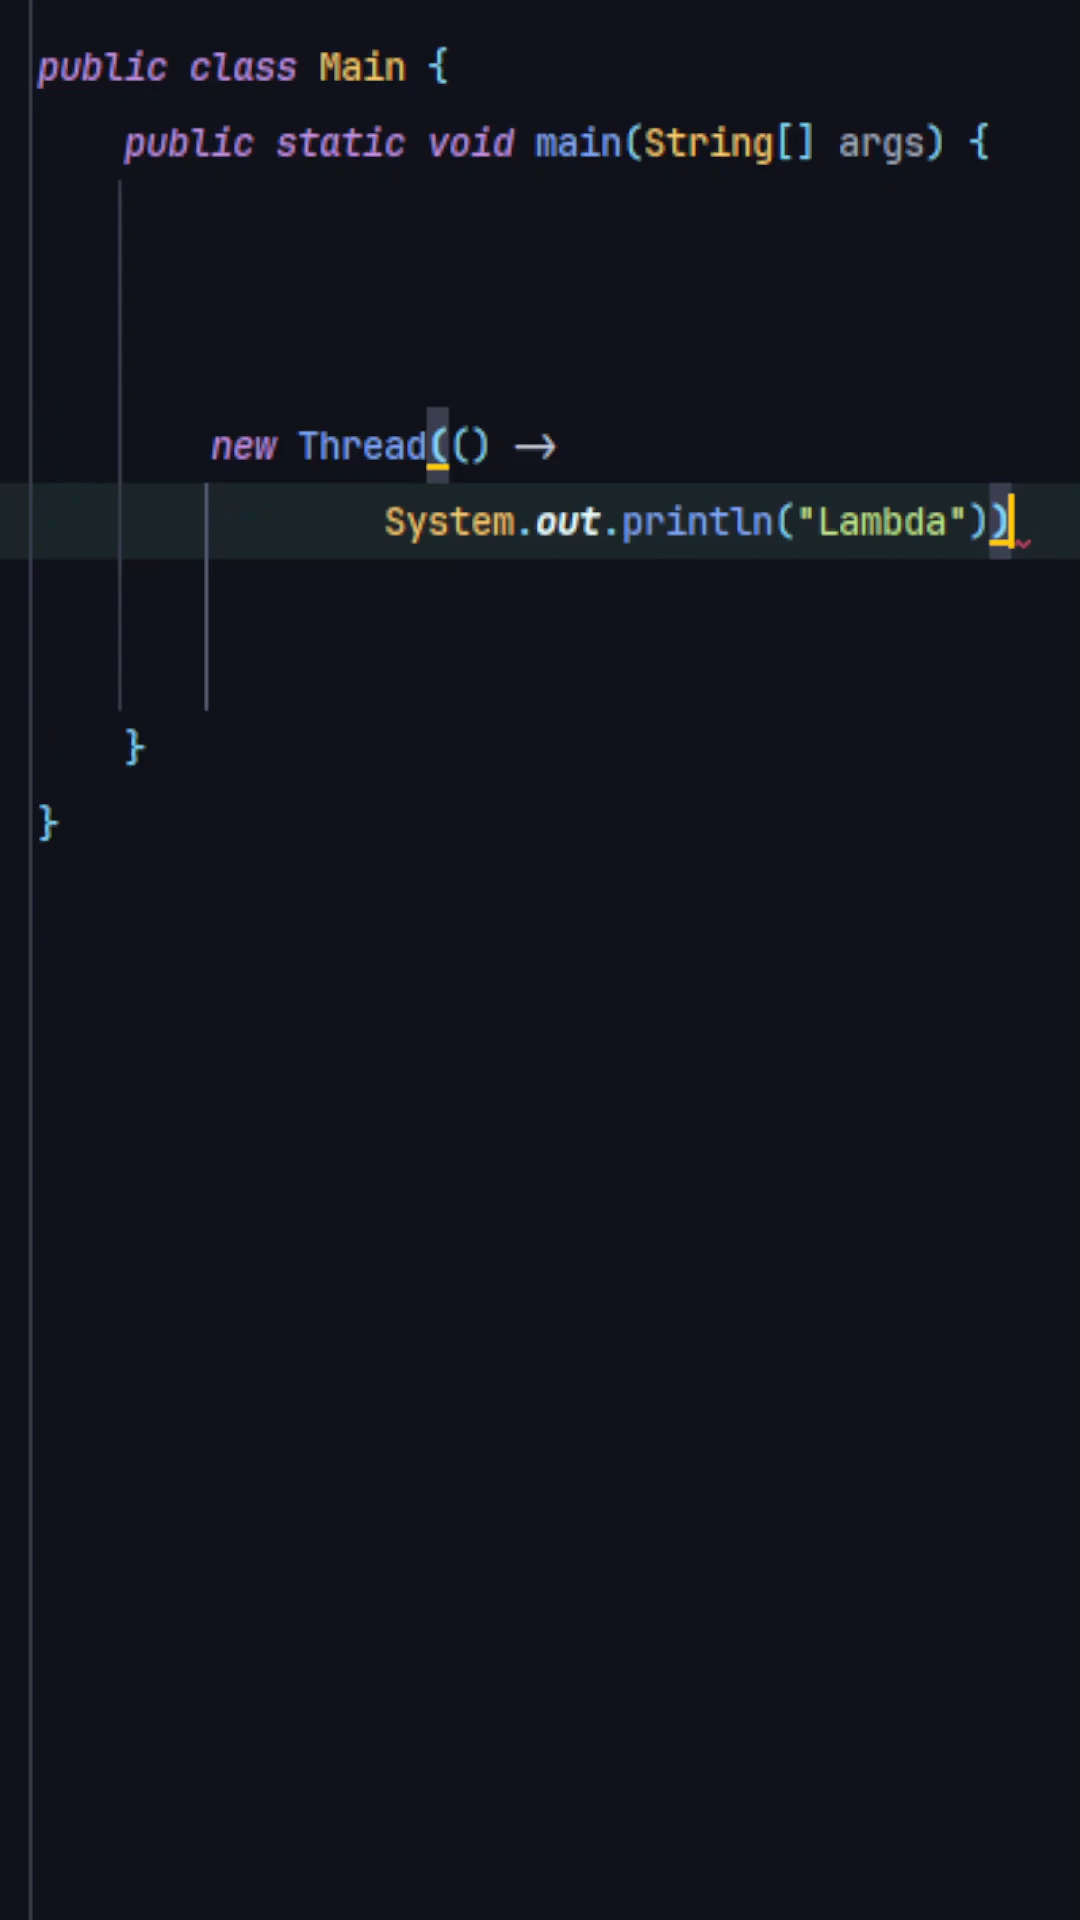 public class Main {
public static void main(String[] args) {
new Thread(() ->
System.out.println("Lambda"))
}
}